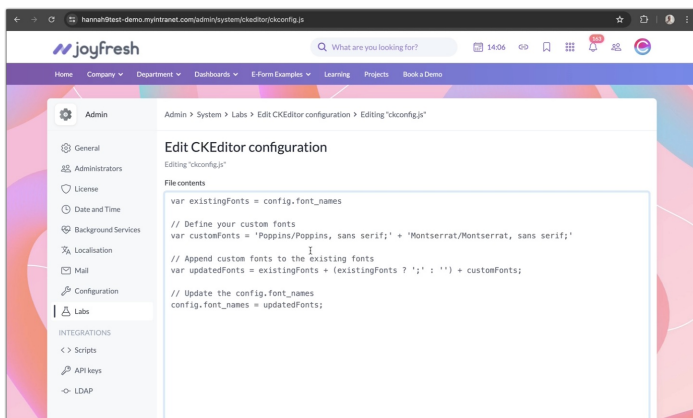 hannah9test-demo.myintranet.com/admin/system/ckeditor/ckconfig.js
joyfresh
What are you looking for?
14:06
563
Home Company Department Dashboards E-Form Examples Learning Projects Book a Demo
Admin
Admin > System > Labs > Edit CKEditor configuration > Editing "ckconfig.js"
General
Administrators
License
Date and Time
Background Services
Localisation
Mail
Configuration
Labs
INTEGRATIONS
Scripts
API keys
LDAP
Edit CKEditor configuration
Editing "ckconfig.js"
File contents
var existingFonts = config.font_names
// Define your custom fonts
var customFonts = 'Poppins/Poppins, sans serif;' + 'Montserrat/Montserrat, sans serif;'
// Append custom fonts to the existing fonts
var updatedFonts = existingFonts + (existingFonts ? ';' : '') + customFonts;
// Update the config.font_names
config.font_names = updatedFonts;